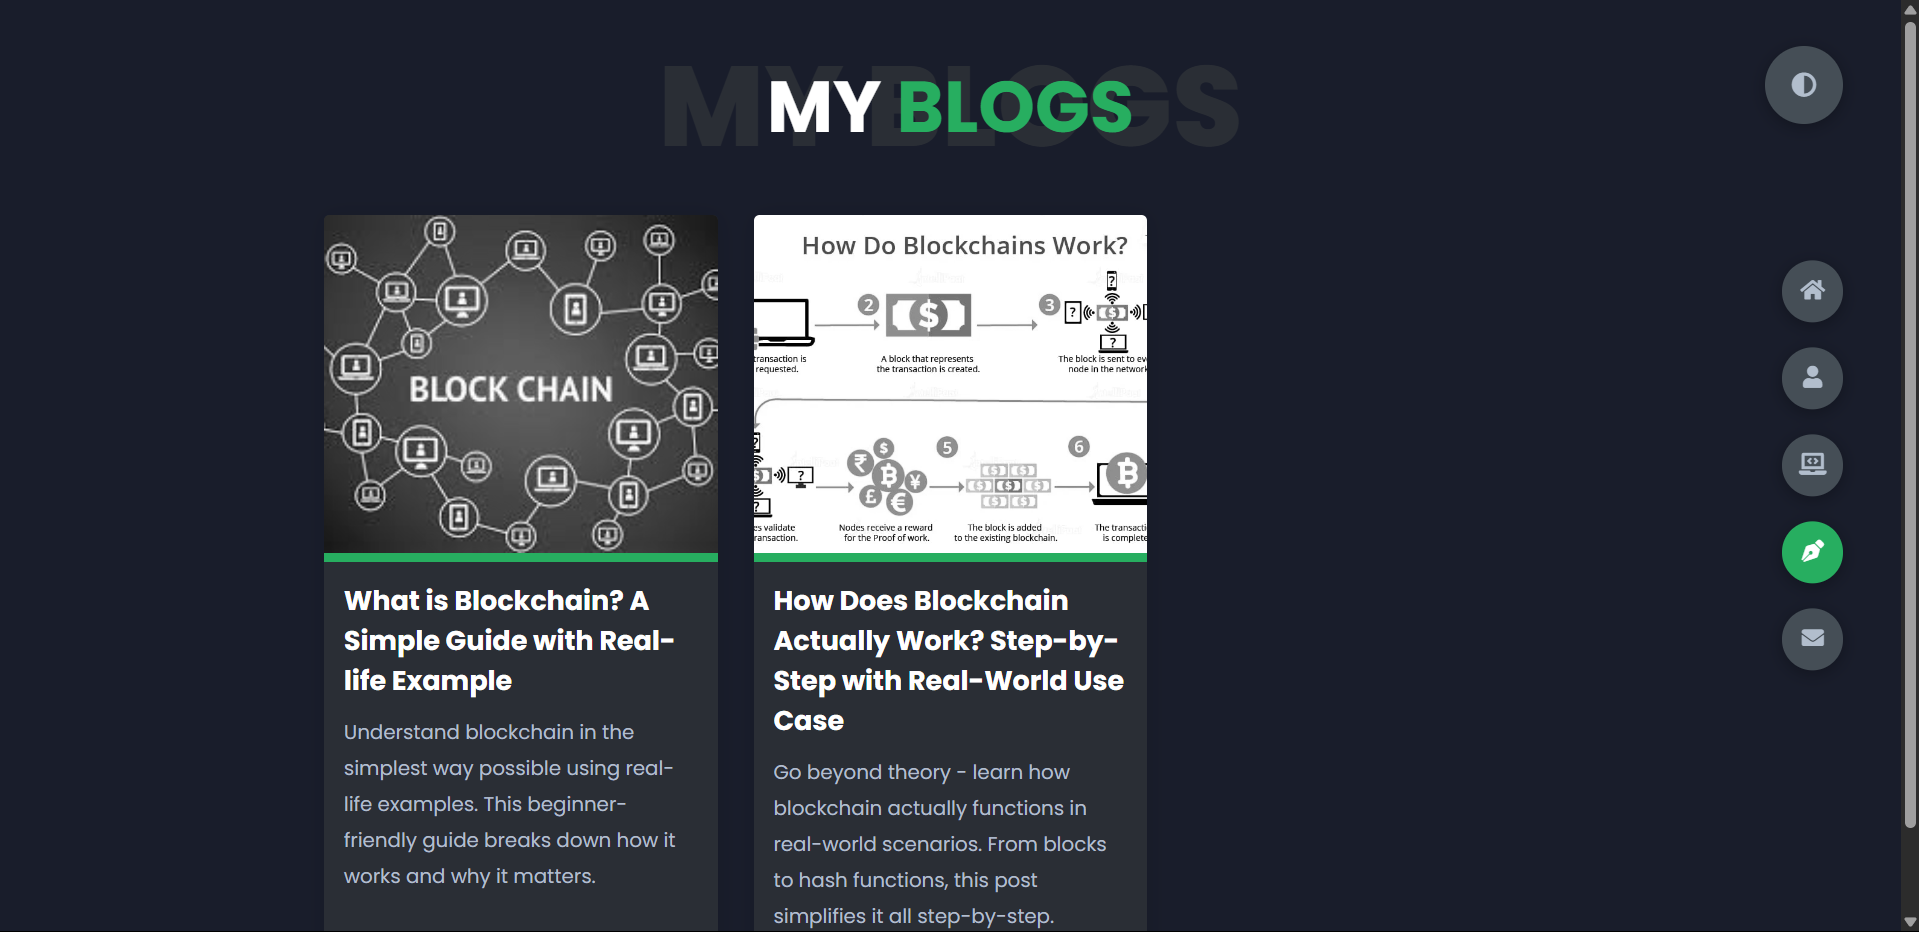 MY BLOGS
MY BLOGS
BLOCK CHAIN
How Do Blockchains Work?
2
3
ransaction is
requested.
A block that represents
the transaction is created.
The block is sent to ev
node in the network
5
6
es validate
ansaction.
Nodes receive a reward
for the Proof of work.
The block is added
to the existing blockchain.
The transacti
is complete
What is Blockchain? A
Simple Guide with Real-
life Example
Understand blockchain in the
simplest way possible using real-
life examples. This beginner-
friendly guide breaks down how it
works and why it matters.
How Does Blockchain
Actually Work? Step-by-
Step with Real-World Use
Case
Go beyond theory - learn how
blockchain actually functions in
real-world scenarios. From blocks
to hash functions, this post
simplifies it all step-by-step.